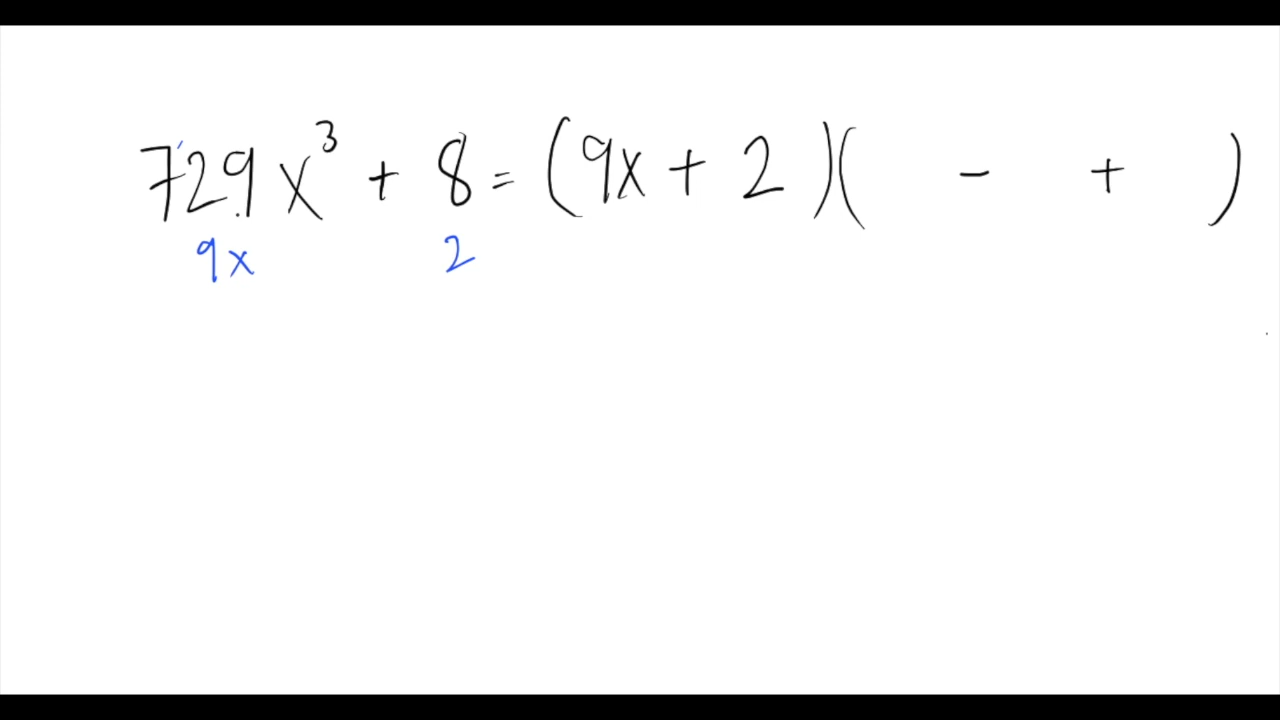 729x³ + 8 = (9x + 2)( - + )
9x 2